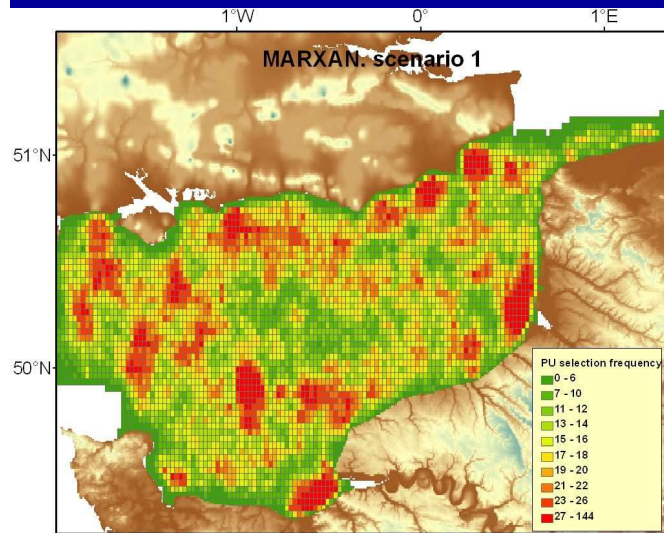 1°W 0° 1°E
MARXAN. scenario 1
51°N
50°N
PU selection frequency
0 - 6
7 - 10
11 - 12
13 - 14
15 - 16
17 - 18
19 - 20
21 - 22
23 - 26
27 - 144